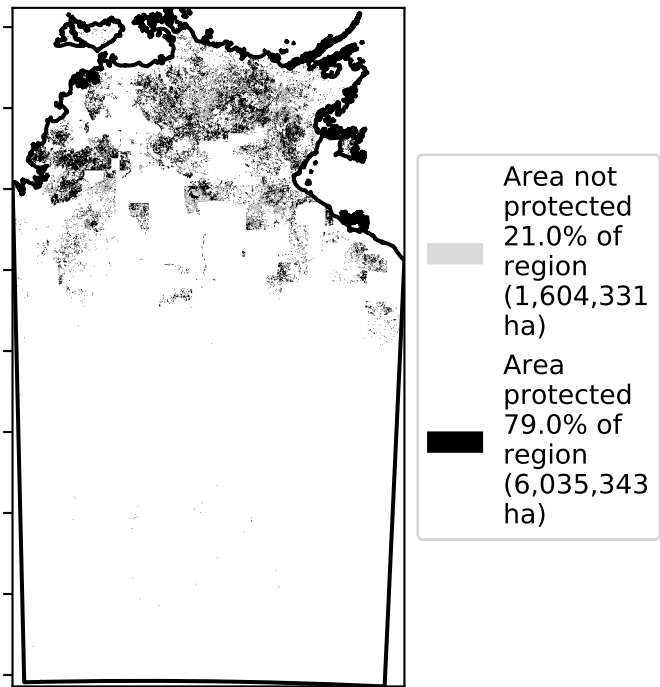 Area not
protected
21.0% of
region
(1,604,331
ha)
Area
protected
79.0% of
region
(6,035,343
ha)